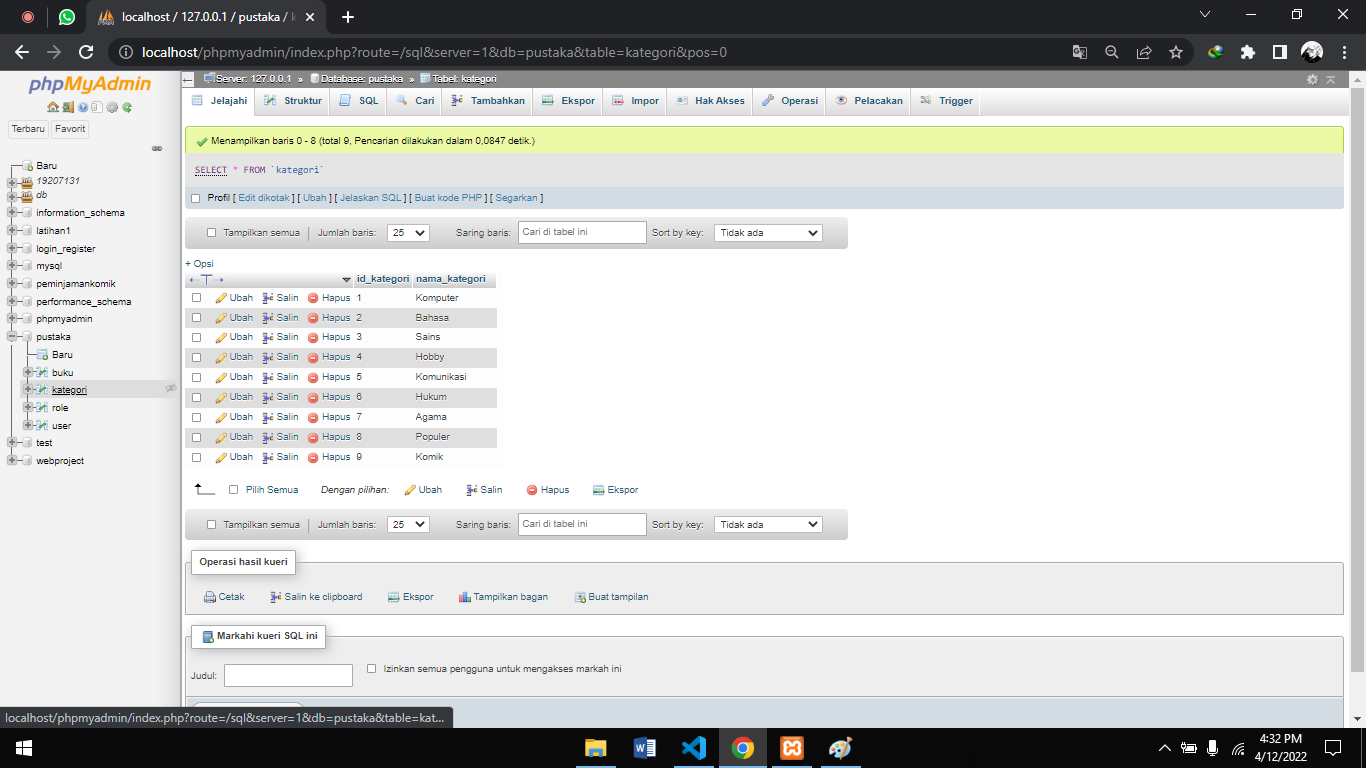 localhost / 127.0.0.1 / pustaka / k
localhost/phpmyadmin/index.php?route=/sql&server=1&db=pustaka&table=kategori&pos=0
phpMyAdmin
Terbaru Favorit
Baru
19207131
db
information_schema
latihan1
login_register
mysql
peminjamankomik
performance_schema
phpmyadmin
pustaka
Baru
buku
kategori
role
user
test
webproject
Server: 127.0.0.1 » Database: pustaka » Tabel: kategori
Jelajahi Struktur SQL Cari Tambahkan Ekspor Impor Hak Akses Operasi Pelacakan Trigger
Menampilkan baris 0 - 8 (total 9, Pencarian dilakukan dalam 0,0847 detik.)
SELECT * FROM `kategori`
Profil [ Edit dikotak ] [ Ubah ] [ Jelaskan SQL ] [ Buat kode PHP ] [ Segarkan ]
Tampilkan semua | Jumlah baris: 25 Saring baris: Cari di tabel ini Sort by key: Tidak ada
+ Opsi
←T→ id_kategori nama_kategori
Ubah Salin Hapus 1 Komputer
Ubah Salin Hapus 2 Bahasa
Ubah Salin Hapus 3 Sains
Ubah Salin Hapus 4 Hobby
Ubah Salin Hapus 5 Komunikasi
Ubah Salin Hapus 6 Hukum
Ubah Salin Hapus 7 Agama
Ubah Salin Hapus 8 Populer
Ubah Salin Hapus 9 Komik
Pilih Semua Dengan pilihan: Ubah Salin Hapus Ekspor
Tampilkan semua | Jumlah baris: 25 Saring baris: Cari di tabel ini Sort by key: Tidak ada
Operasi hasil kueri
Cetak Salin ke clipboard Ekspor Tampilkan bagan Buat tampilan
Markahi kueri SQL ini
Judul: Izinkan semua pengguna untuk mengakses markah ini
localhost/phpmyadmin/index.php?route=/sql&server=1&db=pustaka&table=kat...
4:32 PM
4/12/2022